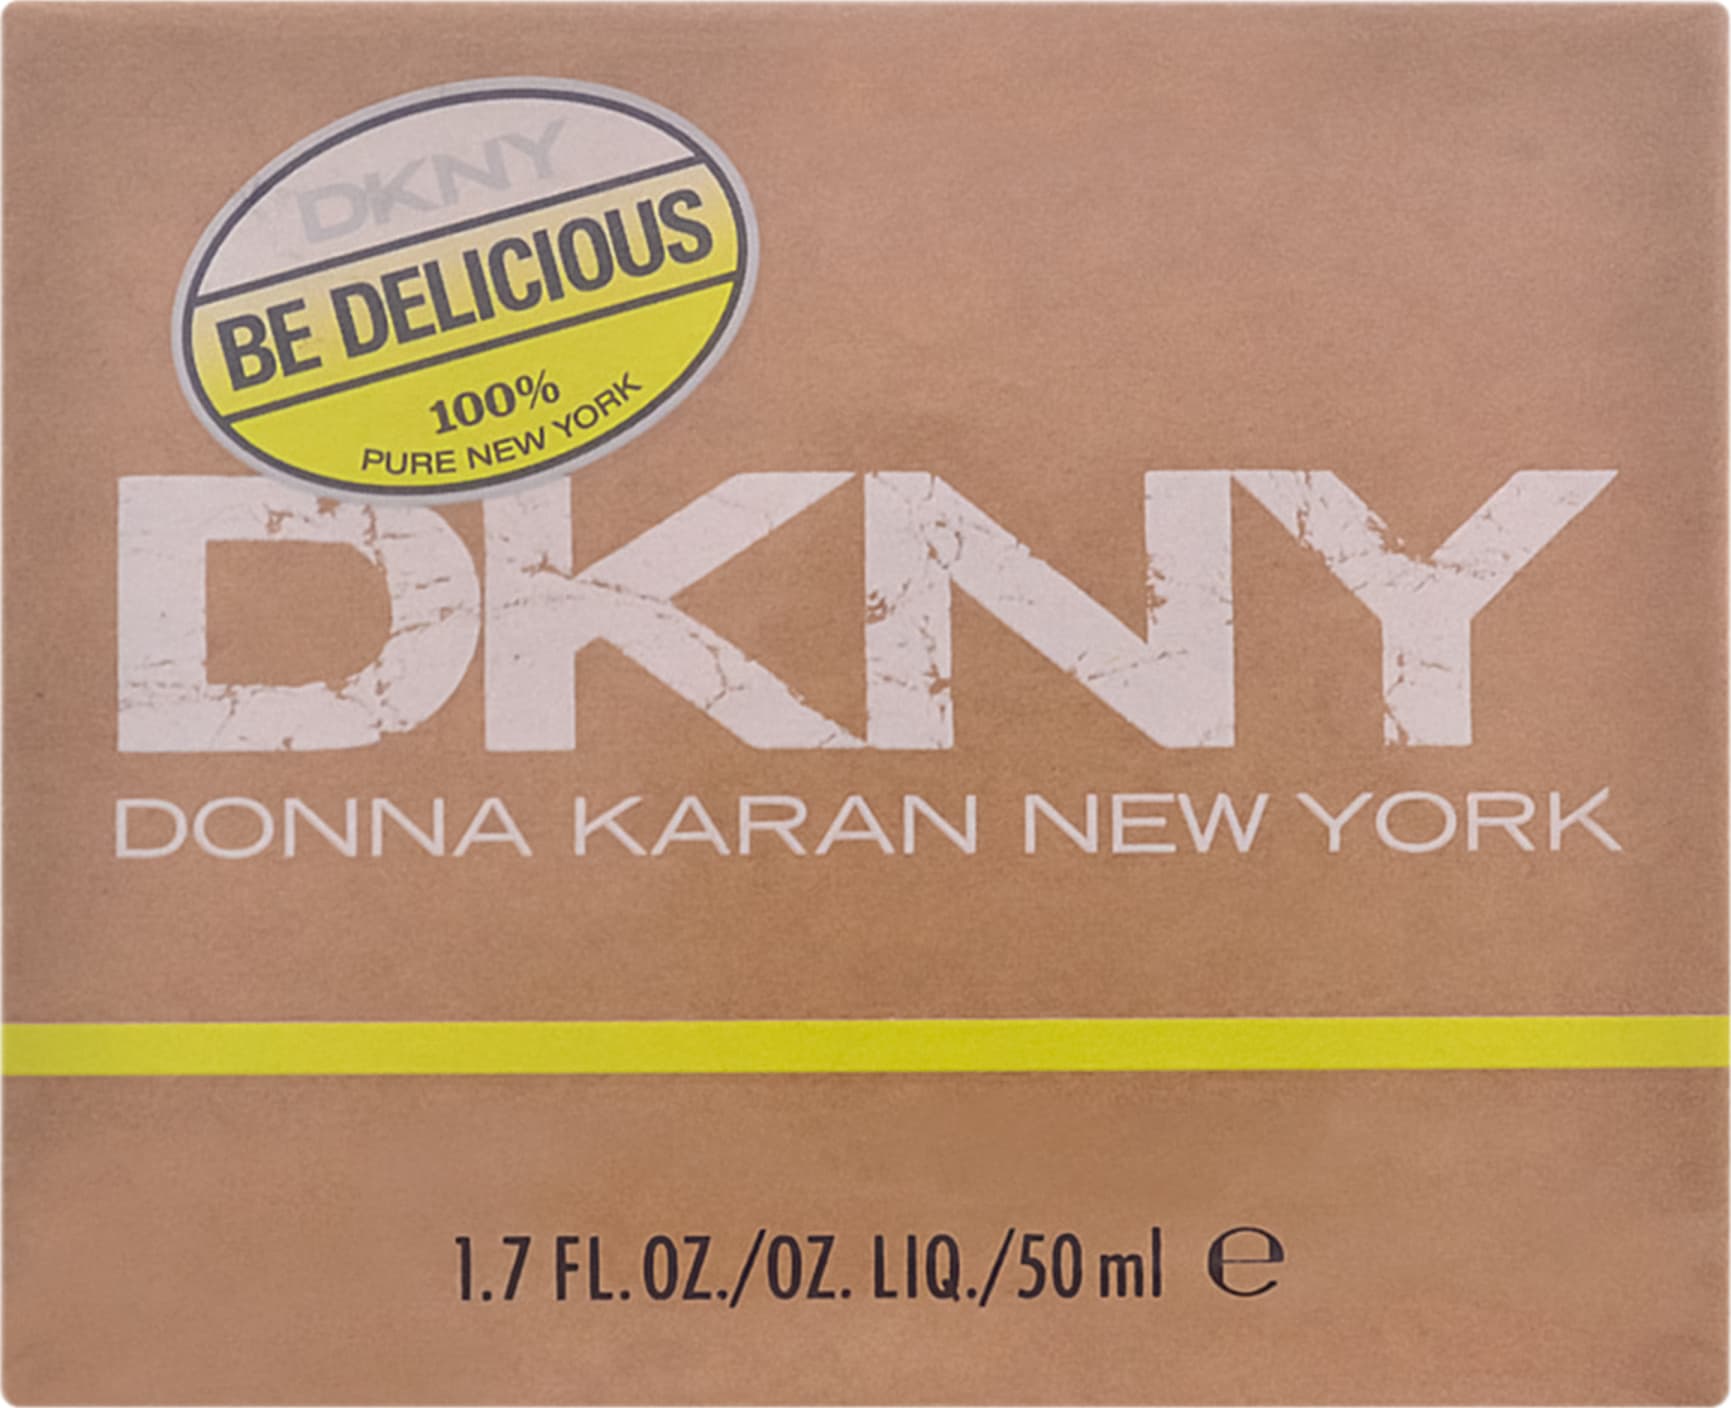 DKNY
BE DELICIOUS
100%
PURE NEW YORK
DKNY
DONNA KARAN NEW YORK
1.7 FL. OZ./OZ. LIQ./50 ml ℮